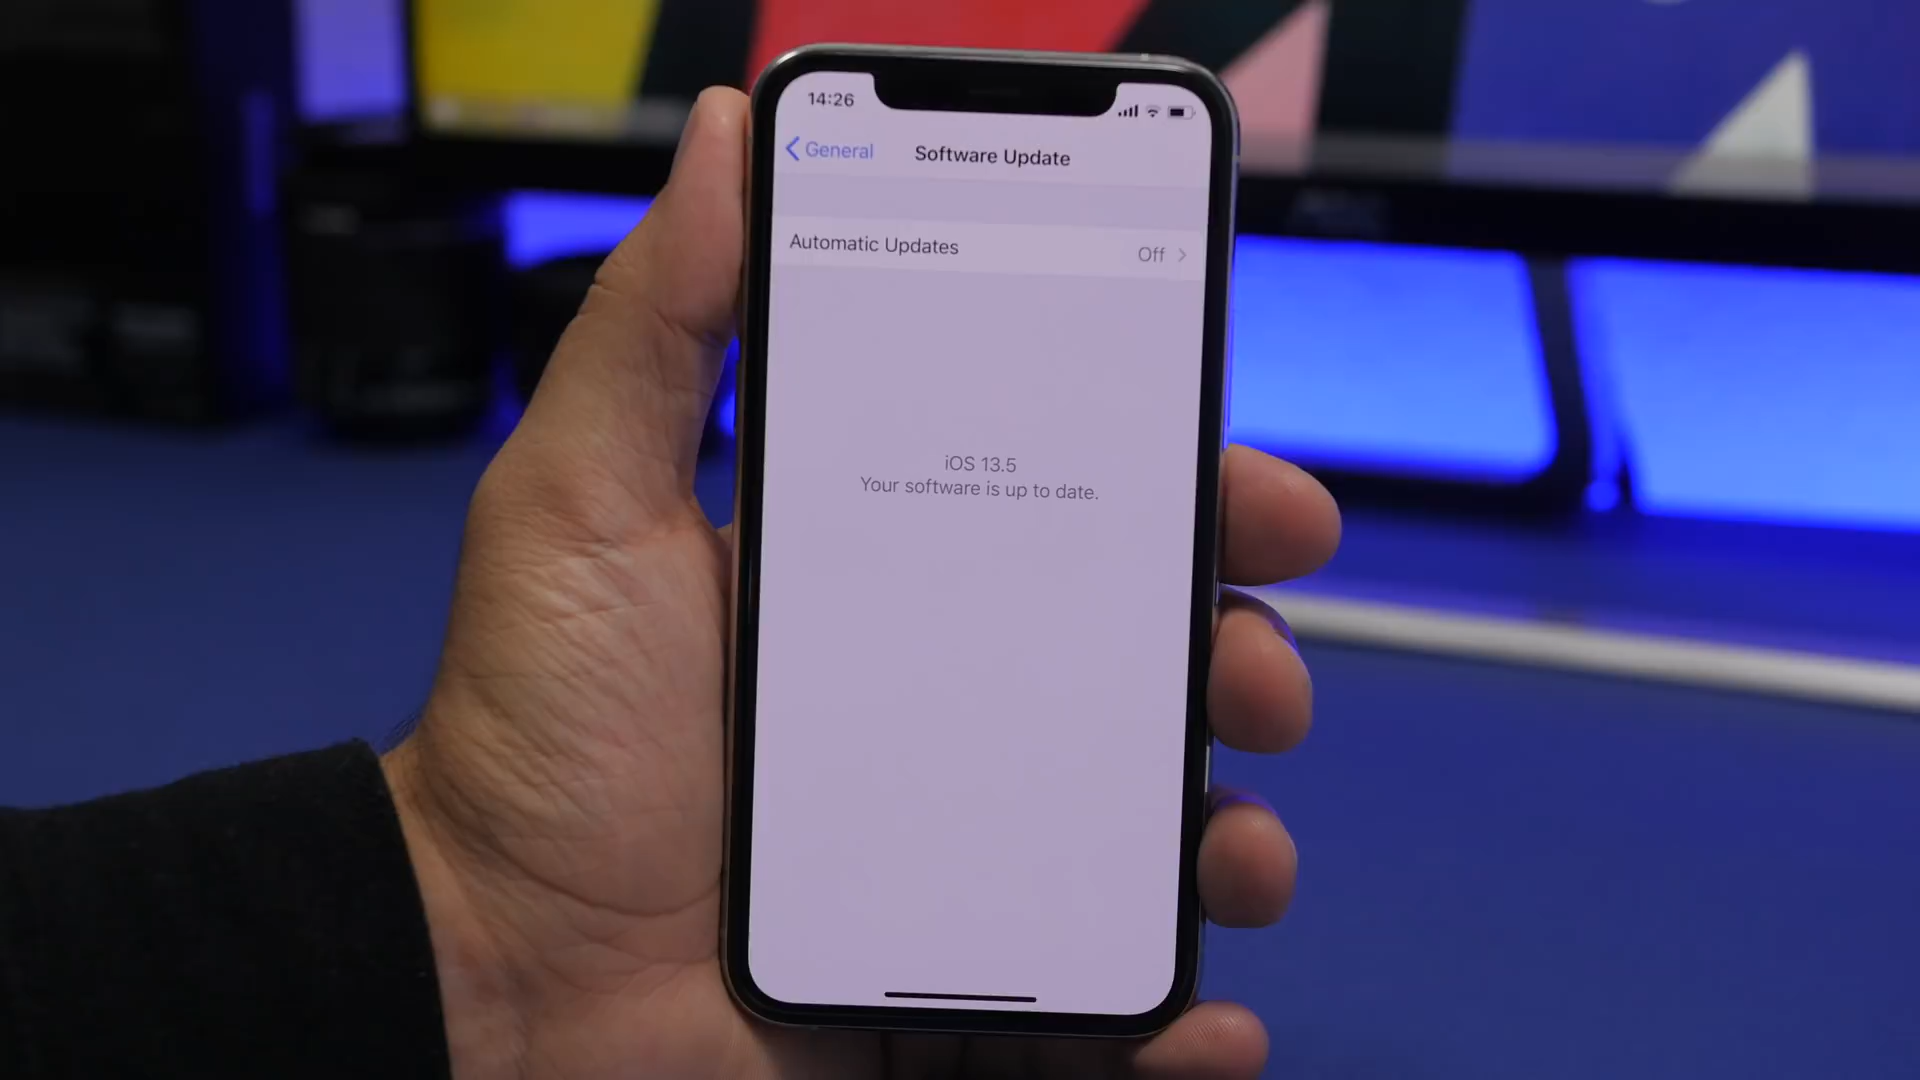 14:26
General
Software Update
Automatic Updates
Off
iOS 13.5
Your software is up to date.